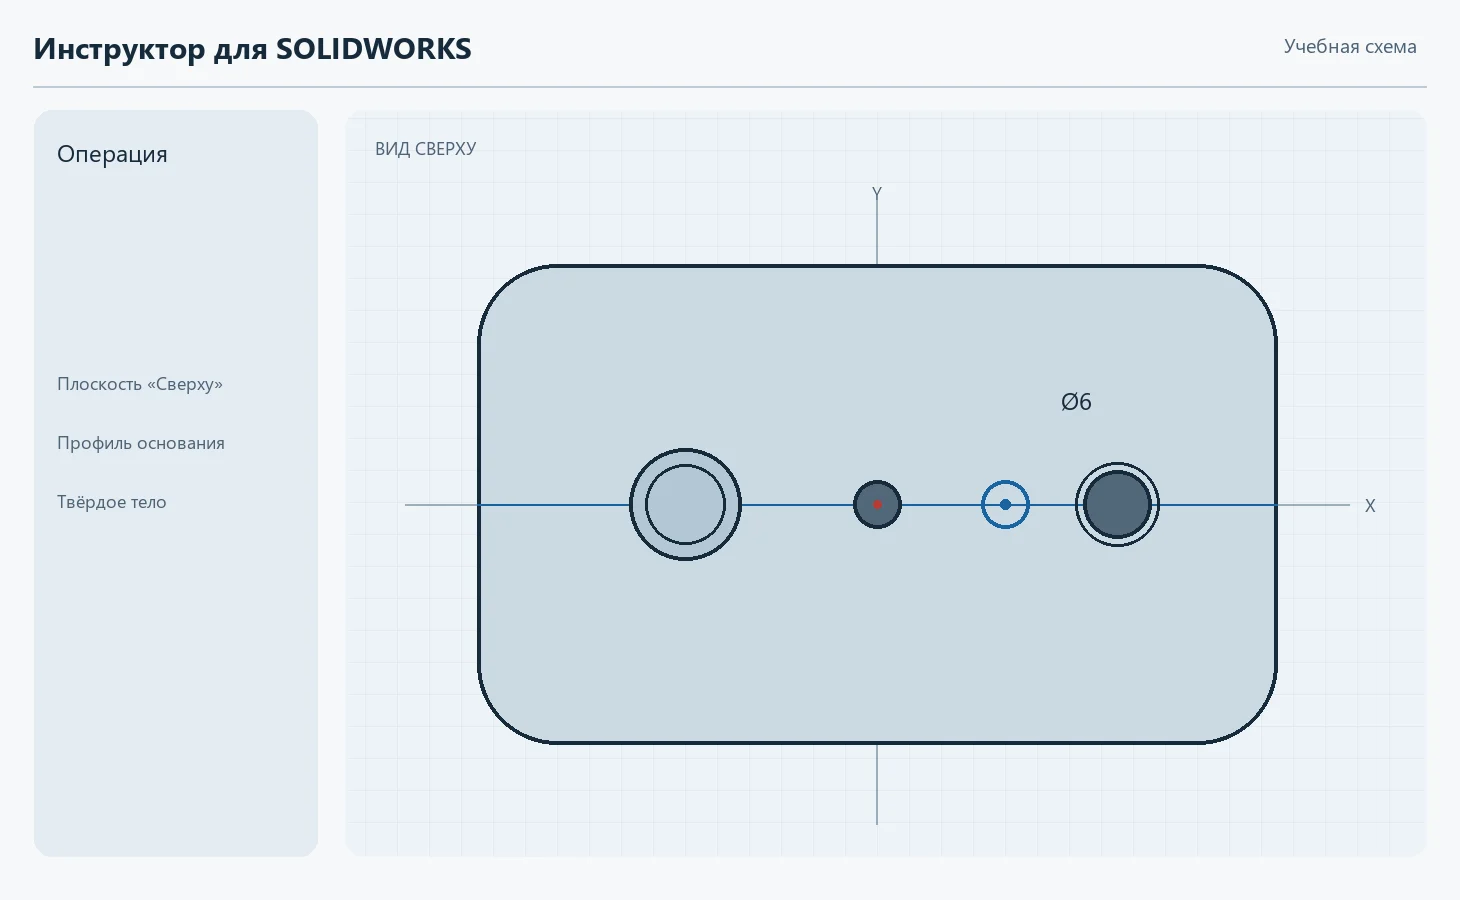 Инструктор для SOLIDWORKS
Учебная схема
Операция
Плоскость «Сверху»
Профиль основания
Твёрдое тело
ВИД СВЕРХУ
Y
Ø6
X